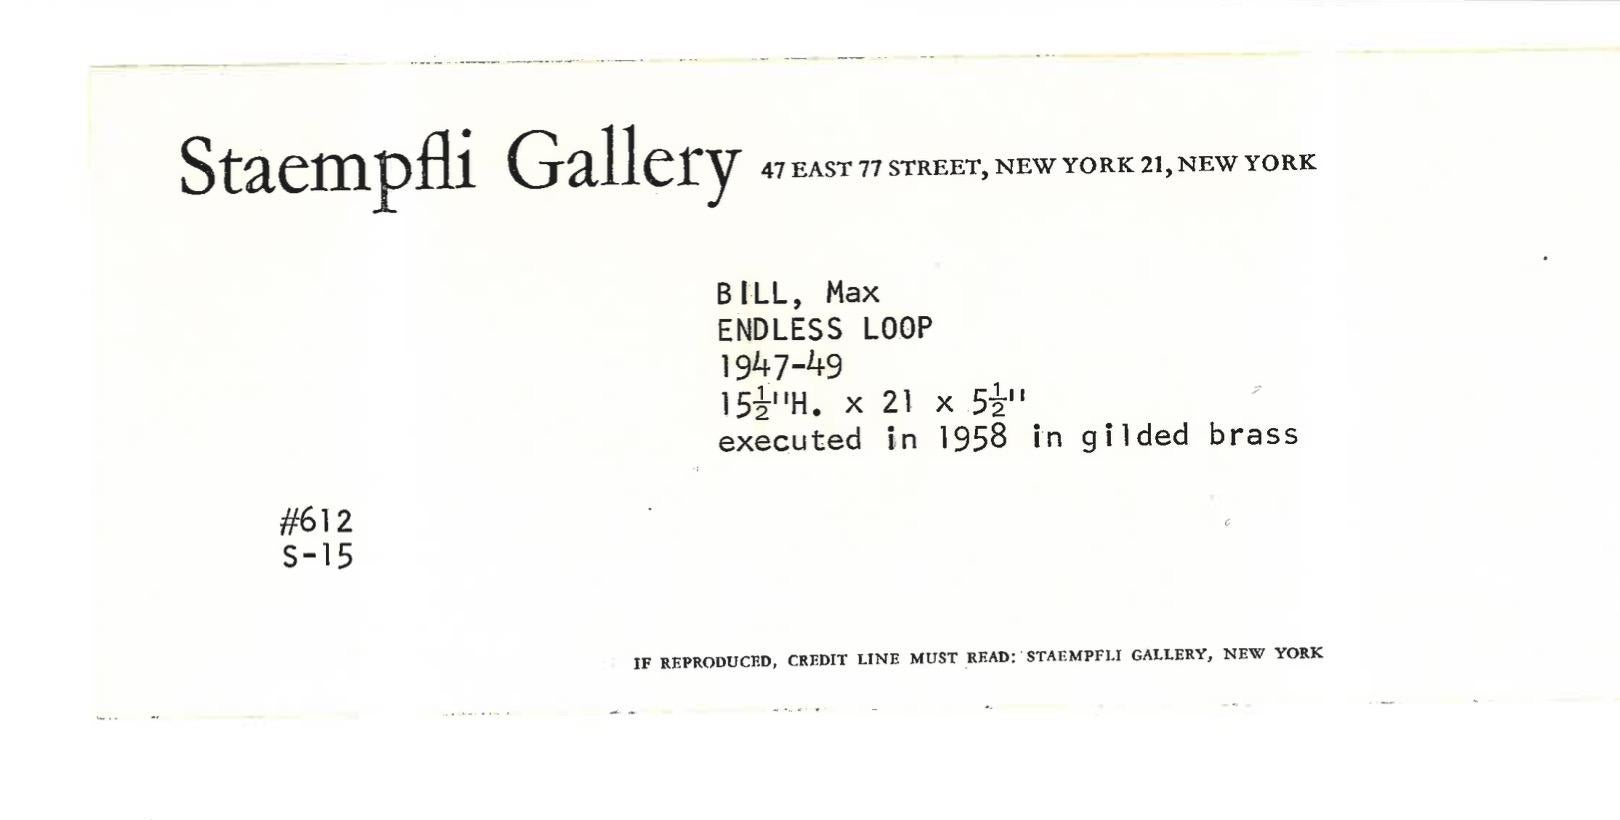 Staempfli Gallery 47 EAST 77 STREET, NEW YORK 21, NEW YORK
BILL, Max
ENDLESS LOOP
1947-49
15½"H. x 21 x 5½"
executed in 1958 in gilded brass
#612
S-15
IF REPRODUCED, CREDIT LINE MUST READ: STAEMPFLI GALLERY, NEW YORK